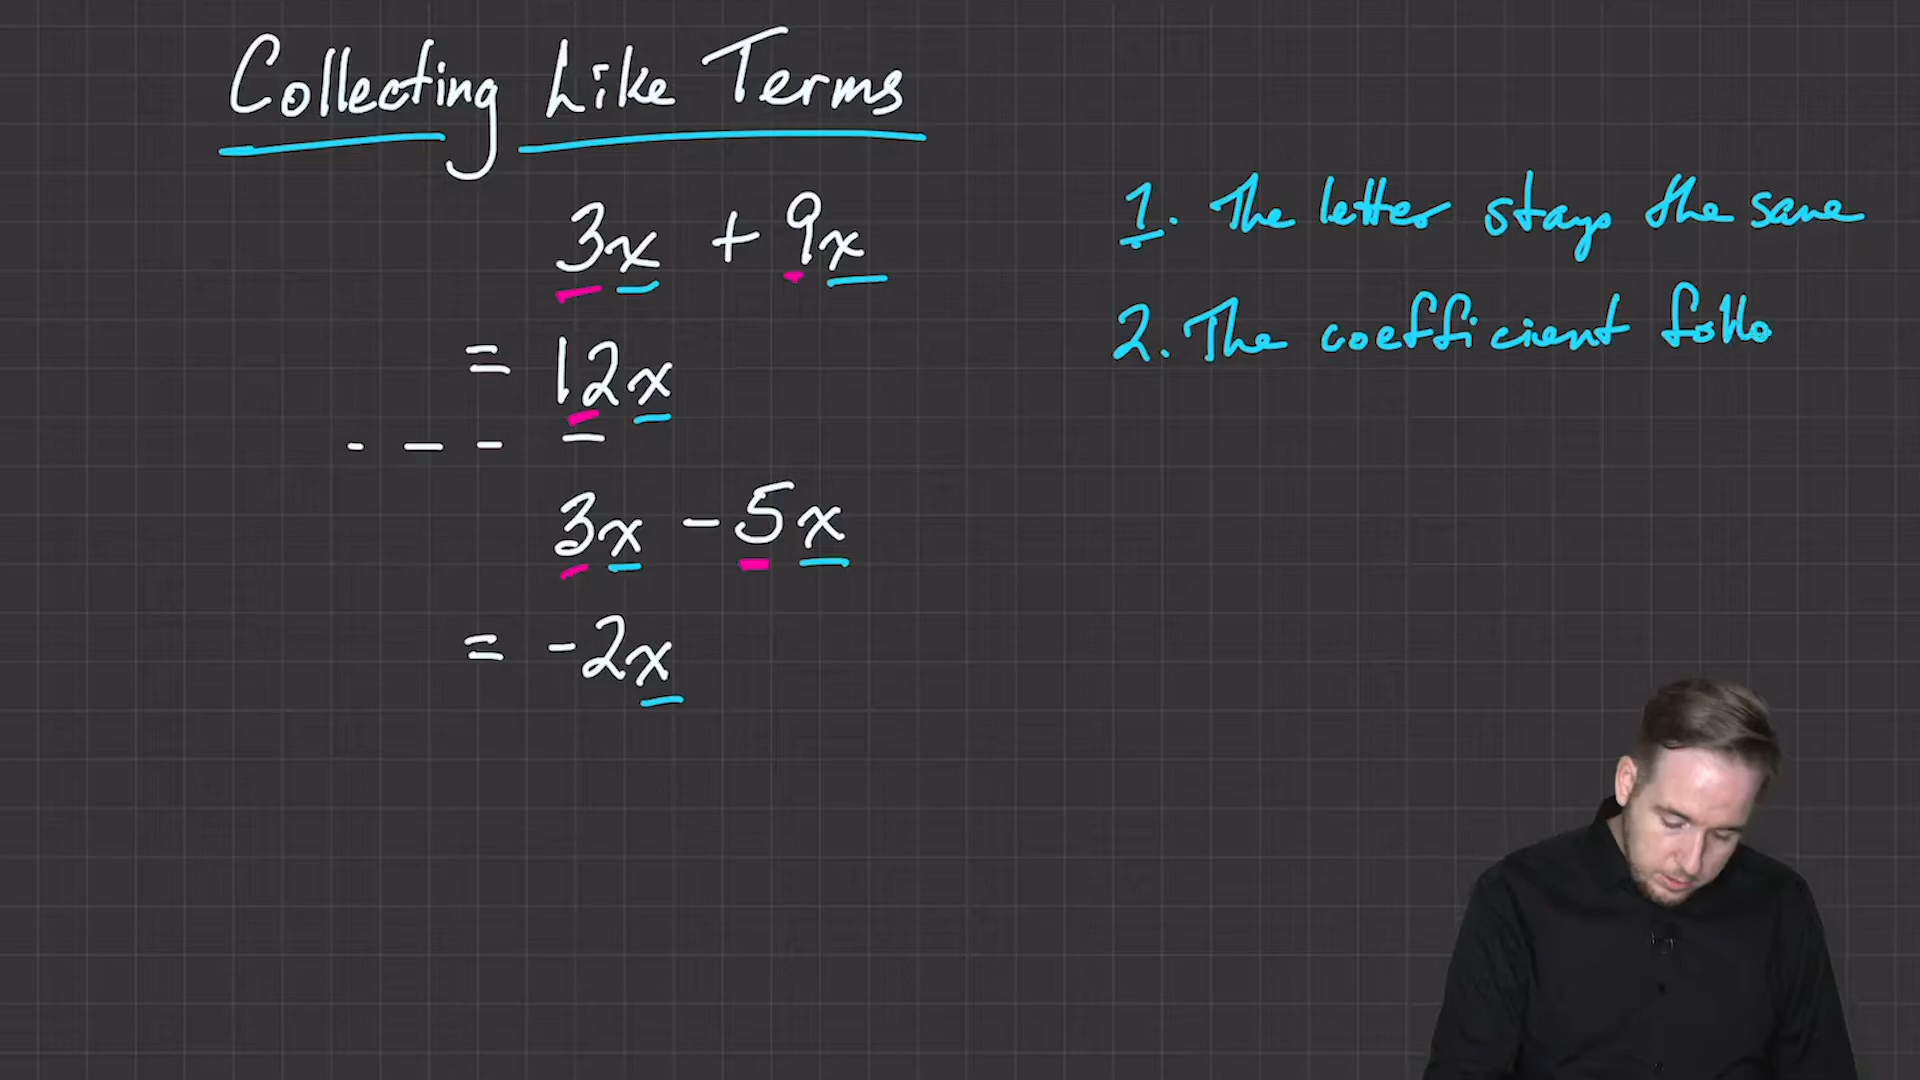 Collecting Like Terms
3x + 9x
= 12x
3x - 5x
= -2x
1. The letter stays the same
2. The coefficient follo